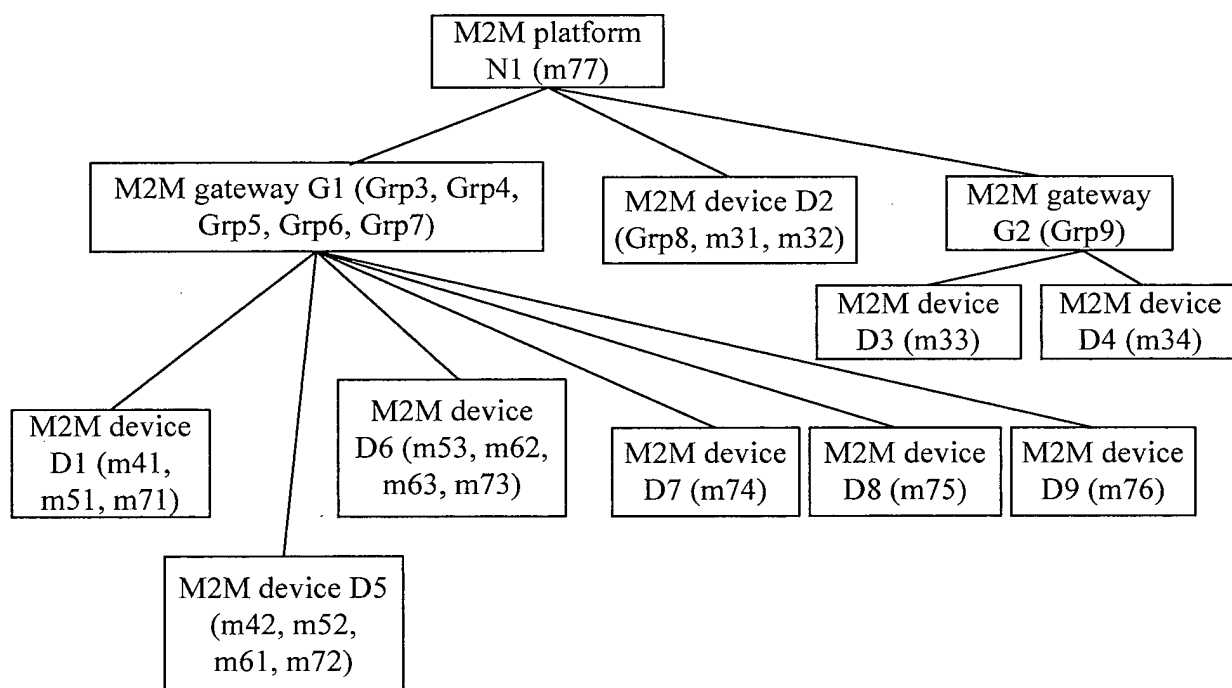 M2M platform
N1 (m77)
M2M gateway G1 (Grp3, Grp4,
Grp5, Grp6, Grp7)
M2M device D2
(Grp8, m31, m32)
M2M gateway
G2 (Grp9)
M2M device
D3 (m33)
M2M device
D4 (m34)
M2M device
D1 (m41,
m51, m71)
M2M device
D6 (m53, m62,
m63, m73)
M2M device
D7 (m74)
M2M device
D8 (m75)
M2M device
D9 (m76)
M2M device D5
(m42, m52,
m61, m72)